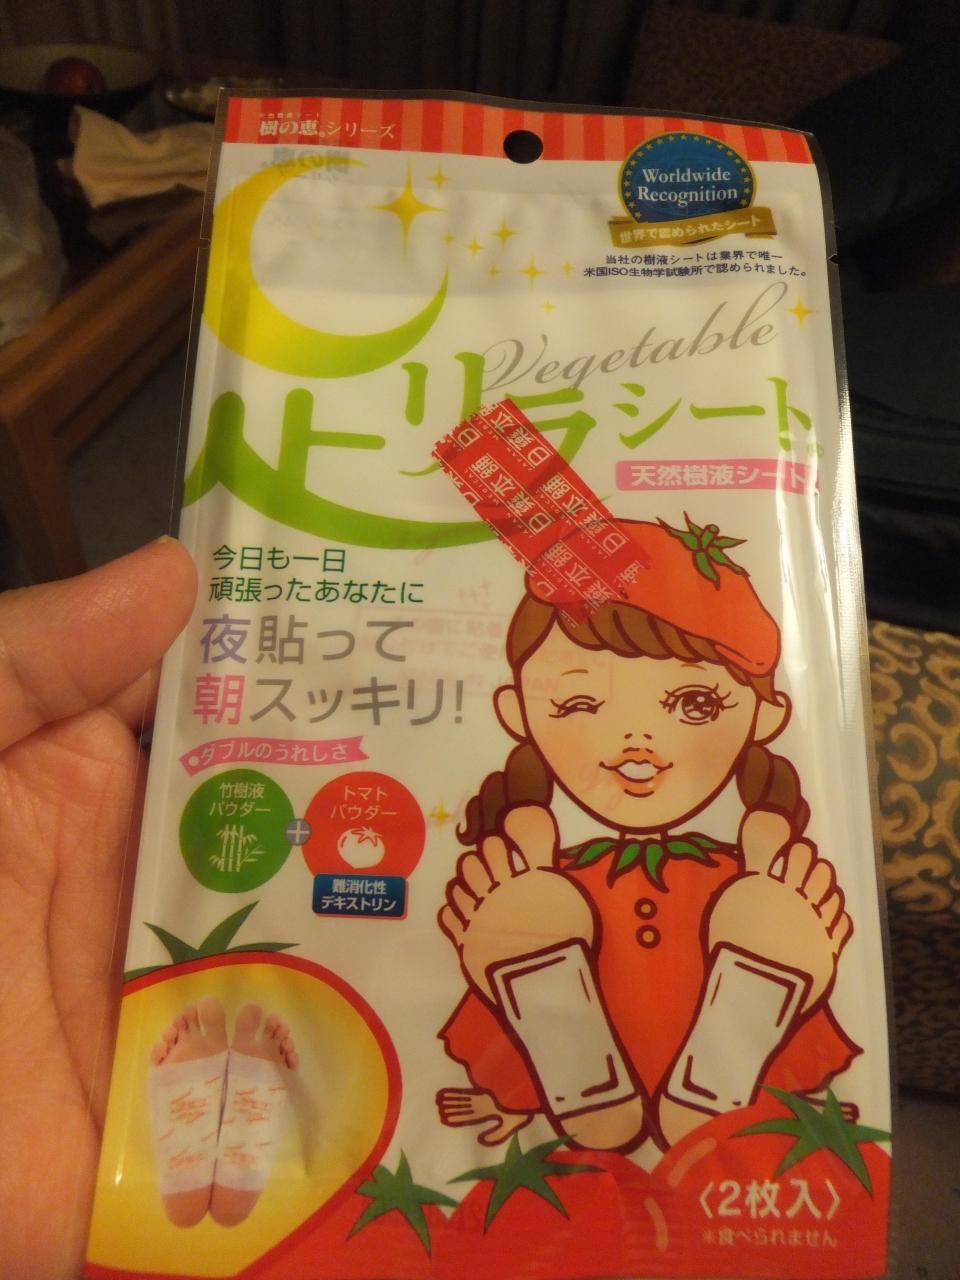 樹の恵®シリーズ
Worldwide
Recognition
世界で認められたシート
当社の樹液シートは業界で唯一
米国ISO生物学試験所で認められました。
Vegetable
足リラシート
天然樹液シート
日藥本舖
今日も一日
頑張ったあなたに
夜貼って
朝スッキリ!
ダブルのうれしさ
竹樹液
パウダー
+
トマト
パウダー
難消化性
デキストリン
〈2枚入〉
※食べられません